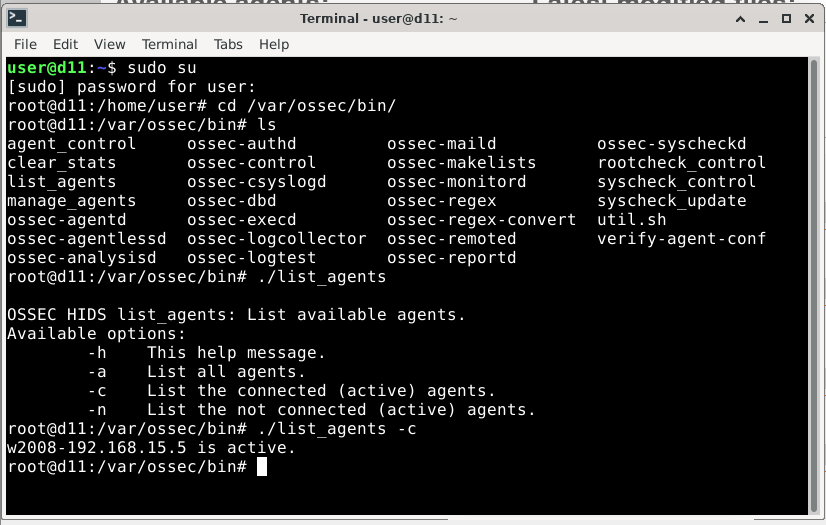 Available agents:
Latest modified files:
Terminal - user@d11: ~
File Edit View Terminal Tabs Help
user@d11:~$ sudo su
[sudo] password for user:
root@d11:/home/user# cd /var/ossec/bin/
root@d11:/var/ossec/bin# ls
agent_control     ossec-authd         ossec-maild          ossec-syscheckd
clear_stats       ossec-control       ossec-makelists      rootcheck_control
list_agents       ossec-csyslogd      ossec-monitord       syscheck_control
manage_agents     ossec-dbd           ossec-regex          syscheck_update
ossec-agentd      ossec-execd         ossec-regex-convert  util.sh
ossec-agentlessd  ossec-logcollector  ossec-remoted        verify-agent-conf
ossec-analysisd   ossec-logtest       ossec-reportd
root@d11:/var/ossec/bin# ./list_agents
OSSEC HIDS list_agents: List available agents.
Available options:
        -h    This help message.
        -a    List all agents.
        -c    List the connected (active) agents.
        -n    List the not connected (active) agents.
root@d11:/var/ossec/bin# ./list_agents -c
w2008-192.168.15.5 is active.
root@d11:/var/ossec/bin#